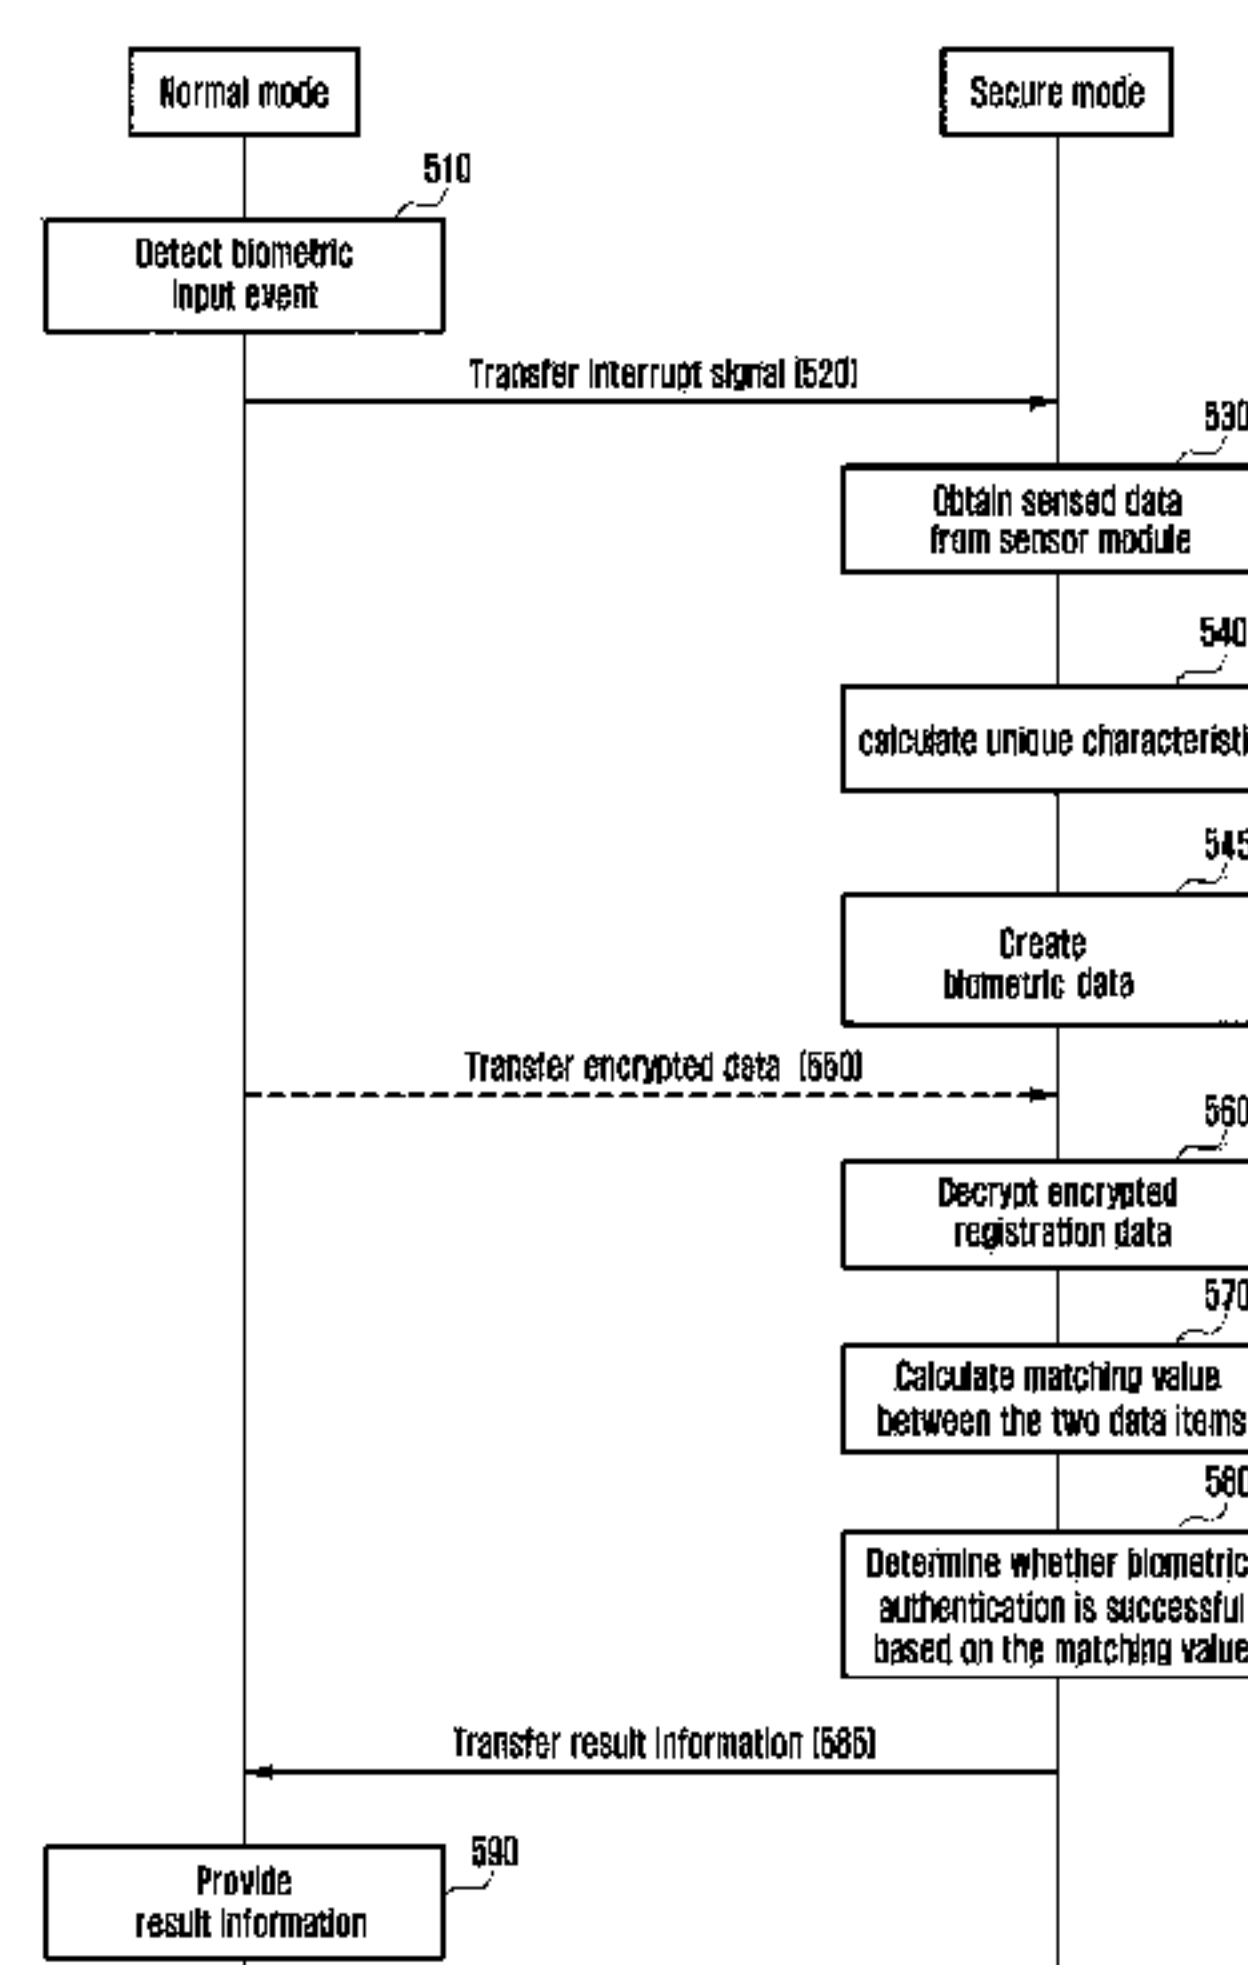 Normal mode
Secure mode
510
Detect biometric
input event
Transfer interrupt signal (520)
530
Obtain sensed data
from sensor module
540
calculate unique characteristi
545
Create
biometric data
Transfer encrypted data (550)
560
Decrypt encrypted
registration data
570
Calculate matching value
between the two data items
580
Determine whether biometric
authentication is successful
based on the matching value
Transfer result information (585)
590
Provide
result information